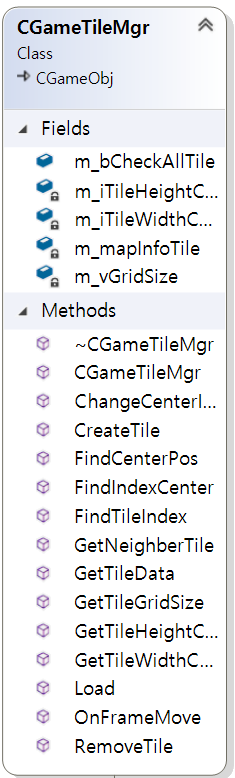 CGameTileMgr
Class
CGameObj
Fields
m_bCheckAllTile
m_iTileHeightC...
m_iTileWidthC...
m_mapInfoTile
m_vGridSize
Methods
~CGameTileMgr
CGameTileMgr
ChangeCenterI...
CreateTile
FindCenterPos
FindIndexCenter
FindTileIndex
GetNeighberTile
GetTileData
GetTileGridSize
GetTileHeightC...
GetTileWidthC...
Load
OnFrameMove
RemoveTile